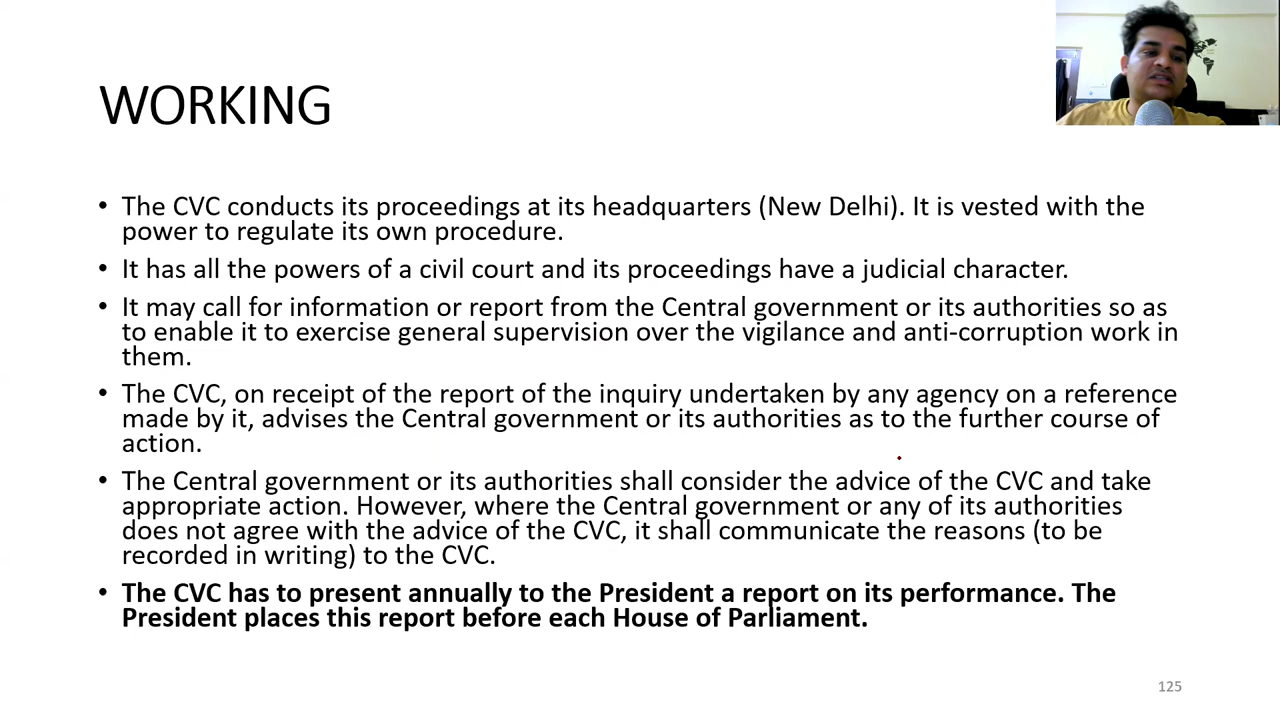 WORKING
• The CVC conducts its proceedings at its headquarters (New Delhi). It is vested with the
power to regulate its own procedure.
• It has all the powers of a civil court and its proceedings have a judicial character.
• It may call for information or report from the Central government or its authorities so as
to enable it to exercise general supervision over the vigilance and anti-corruption work in
them.
• The CVC, on receipt of the report of the inquiry undertaken by any agency on a reference
made by it, advises the Central government or its authorities as to the further course of
action.
• The Central government or its authorities shall consider the advice of the CVC and take
appropriate action. However, where the Central government or any of its authorities
does not agree with the advice of the CVC, it shall communicate the reasons (to be
recorded in writing) to the CVC.
• The CVC has to present annually to the President a report on its performance. The
President places this report before each House of Parliament.
125